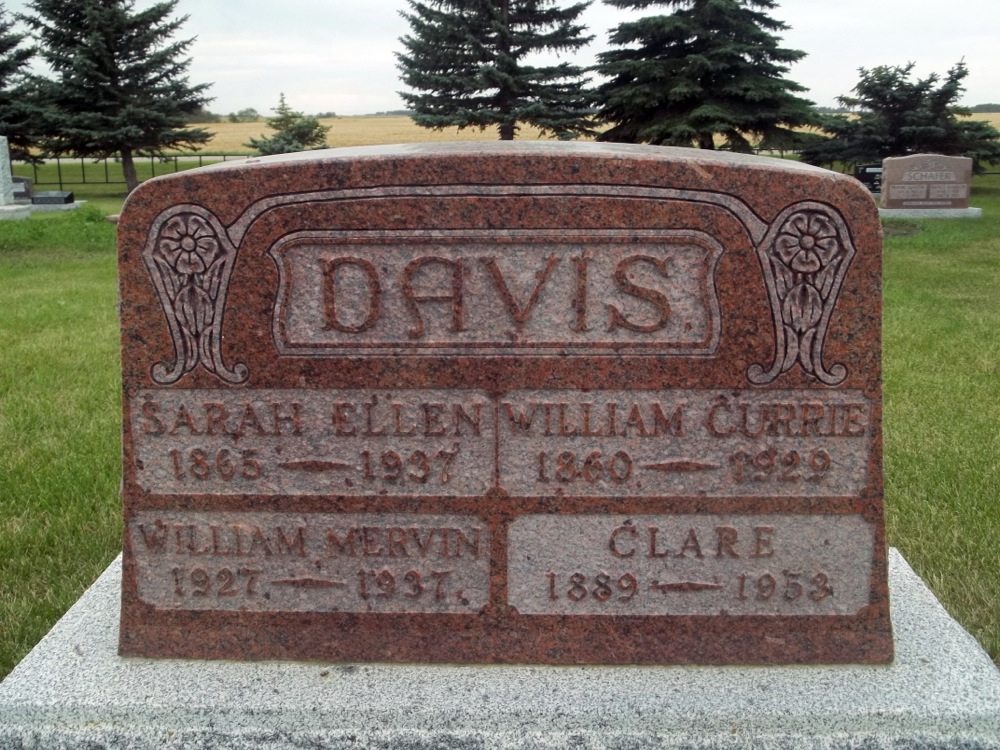 DAVIS
SARAH ELLEN
1865 — 1937
WILLIAM CURRIE
1860 — 1929
WILLIAM MERVIN
1927 — 1937
CLARE
1889 — 1953
SCHAFER